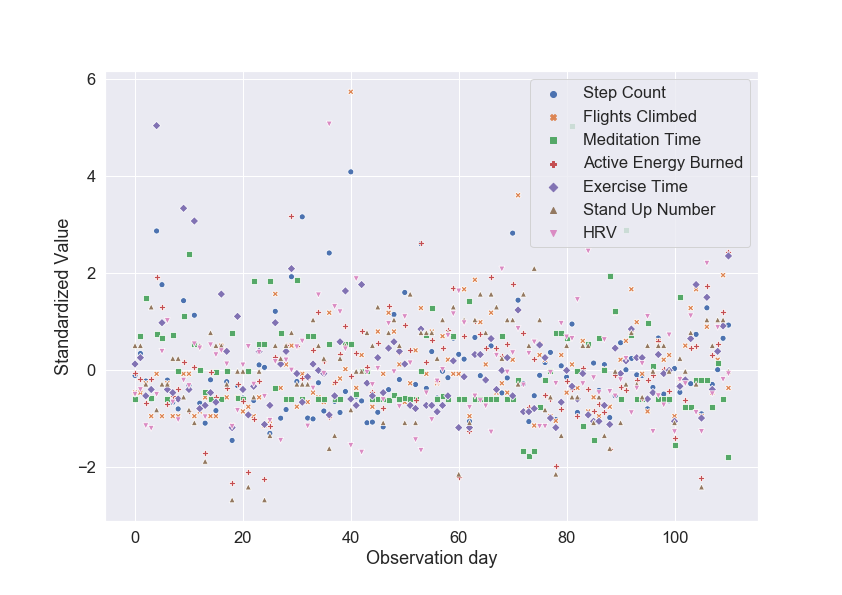 6
4
2
0
−2
Standardized Value
Step Count
Flights Climbed
Meditation Time
Active Energy Burned
Exercise Time
Stand Up Number
HRV
0 20 40 60 80 100
Observation day